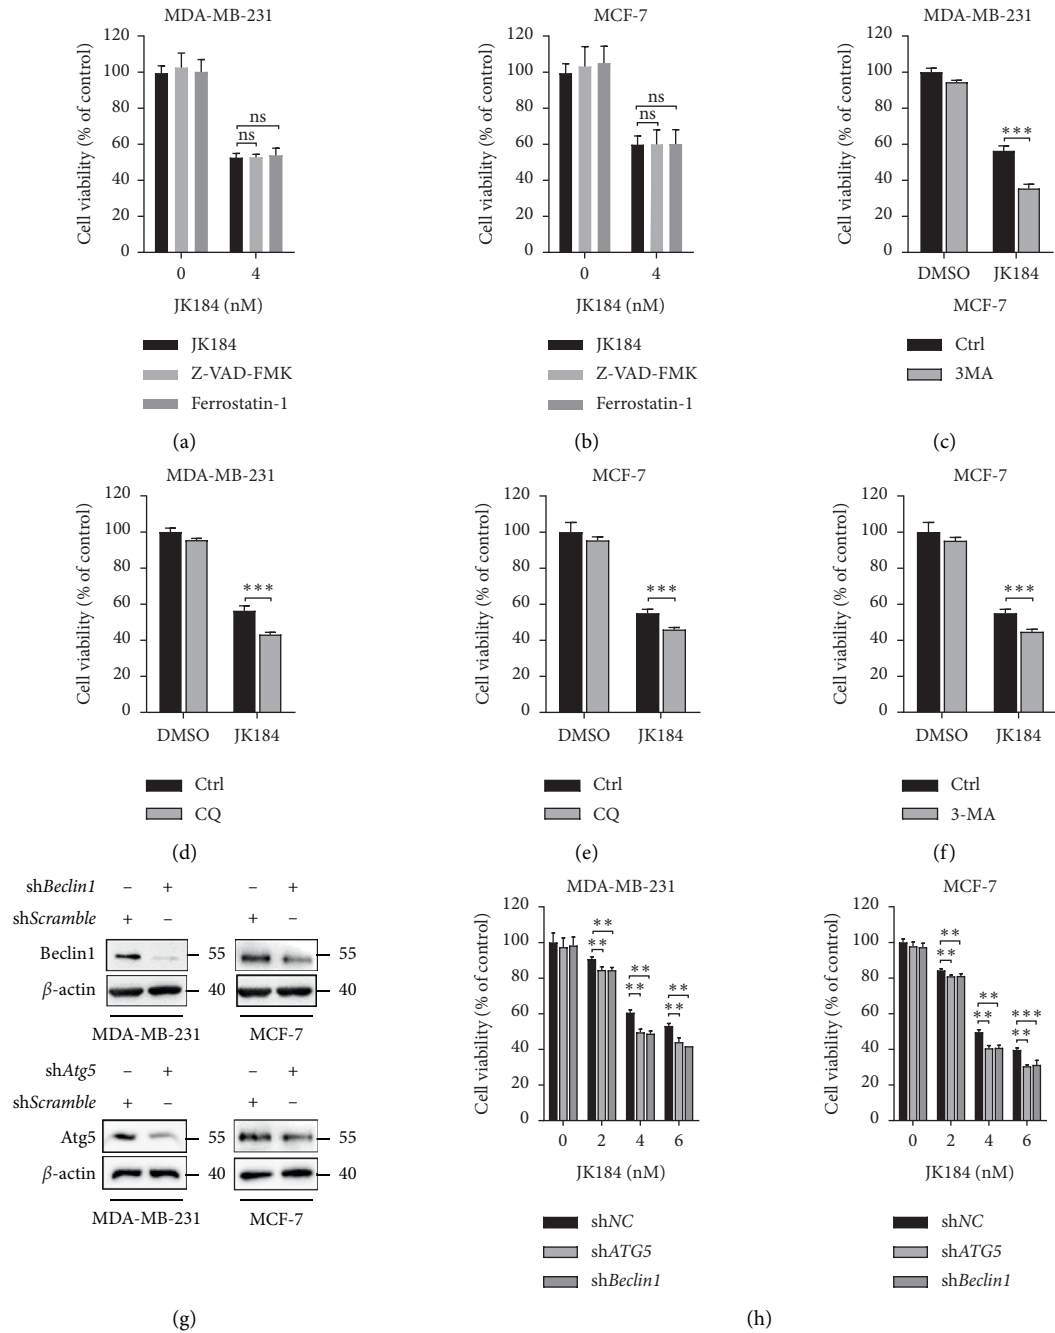 MDA-MB-231
Cell viability (% of control)
120
100
80
60
40
20
0
ns
ns
0 4
JK184 (nM)
JK184
Z-VAD-FMK
Ferrostatin-1
(a)
MCF-7
Cell viability (% of control)
120
100
80
60
40
20
0
ns
ns
0 4
JK184 (nM)
JK184
Z-VAD-FMK
Ferrostatin-1
(b)
MDA-MB-231
Cell viability (% of control)
120
100
80
60
40
20
0
***
DMSO JK184
MCF-7
Ctrl
3MA
(c)
MDA-MB-231
Cell viability (% of control)
120
100
80
60
40
20
0
***
DMSO JK184
Ctrl
CQ
(d)
MCF-7
Cell viability (% of control)
120
100
80
60
40
20
0
***
DMSO JK184
Ctrl
CQ
(e)
MCF-7
Cell viability (% of control)
120
100
80
60
40
20
0
***
DMSO JK184
Ctrl
3-MA
(f)
shBeclin1 – + – +
shScramble + – + –
Beclin1 55 55
β-actin 40 40
MDA-MB-231 MCF-7
shAtg5 – + – +
shScramble + – + –
Atg5 55 55
β-actin 40 40
MDA-MB-231 MCF-7
(g)
MDA-MB-231
Cell viability (% of control)
120
100
80
60
40
20
0
**
**
**
**
**
**
0 2 4 6
JK184 (nM)
shNC
shATG5
shBeclin1
MCF-7
Cell viability (% of control)
120
100
80
60
40
20
0
**
**
**
**
***
**
0 2 4 6
JK184 (nM)
shNC
shATG5
shBeclin1
(h)